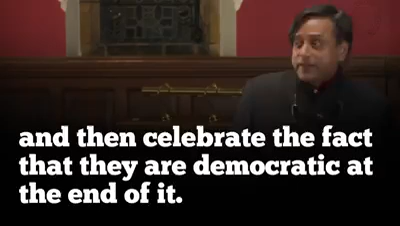 and then celebrate the fact
that they are democratic at
the end of it.